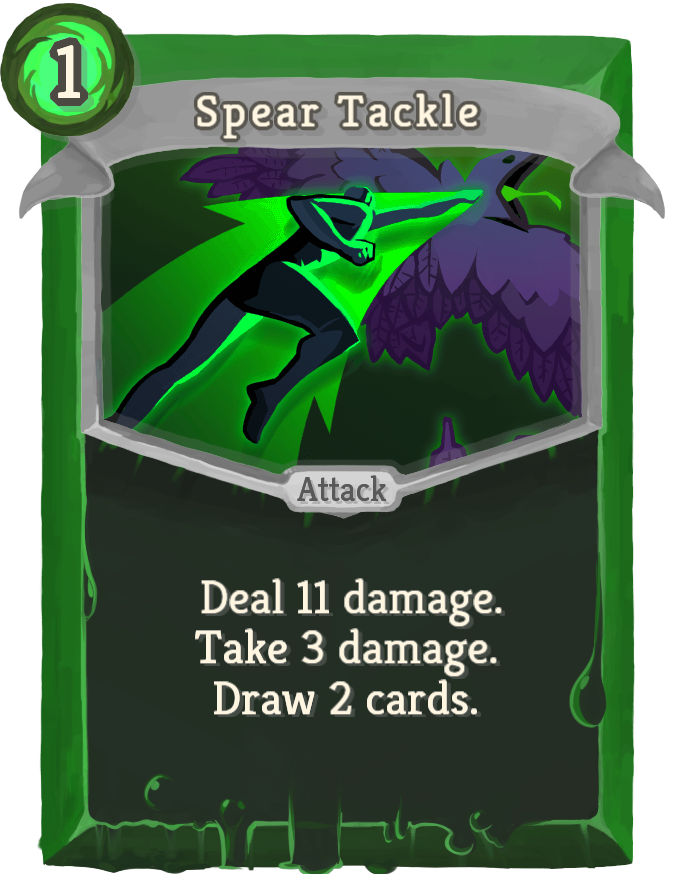 1
Spear Tackle
Attack
Deal 11 damage.
Take 3 damage.
Draw 2 cards.